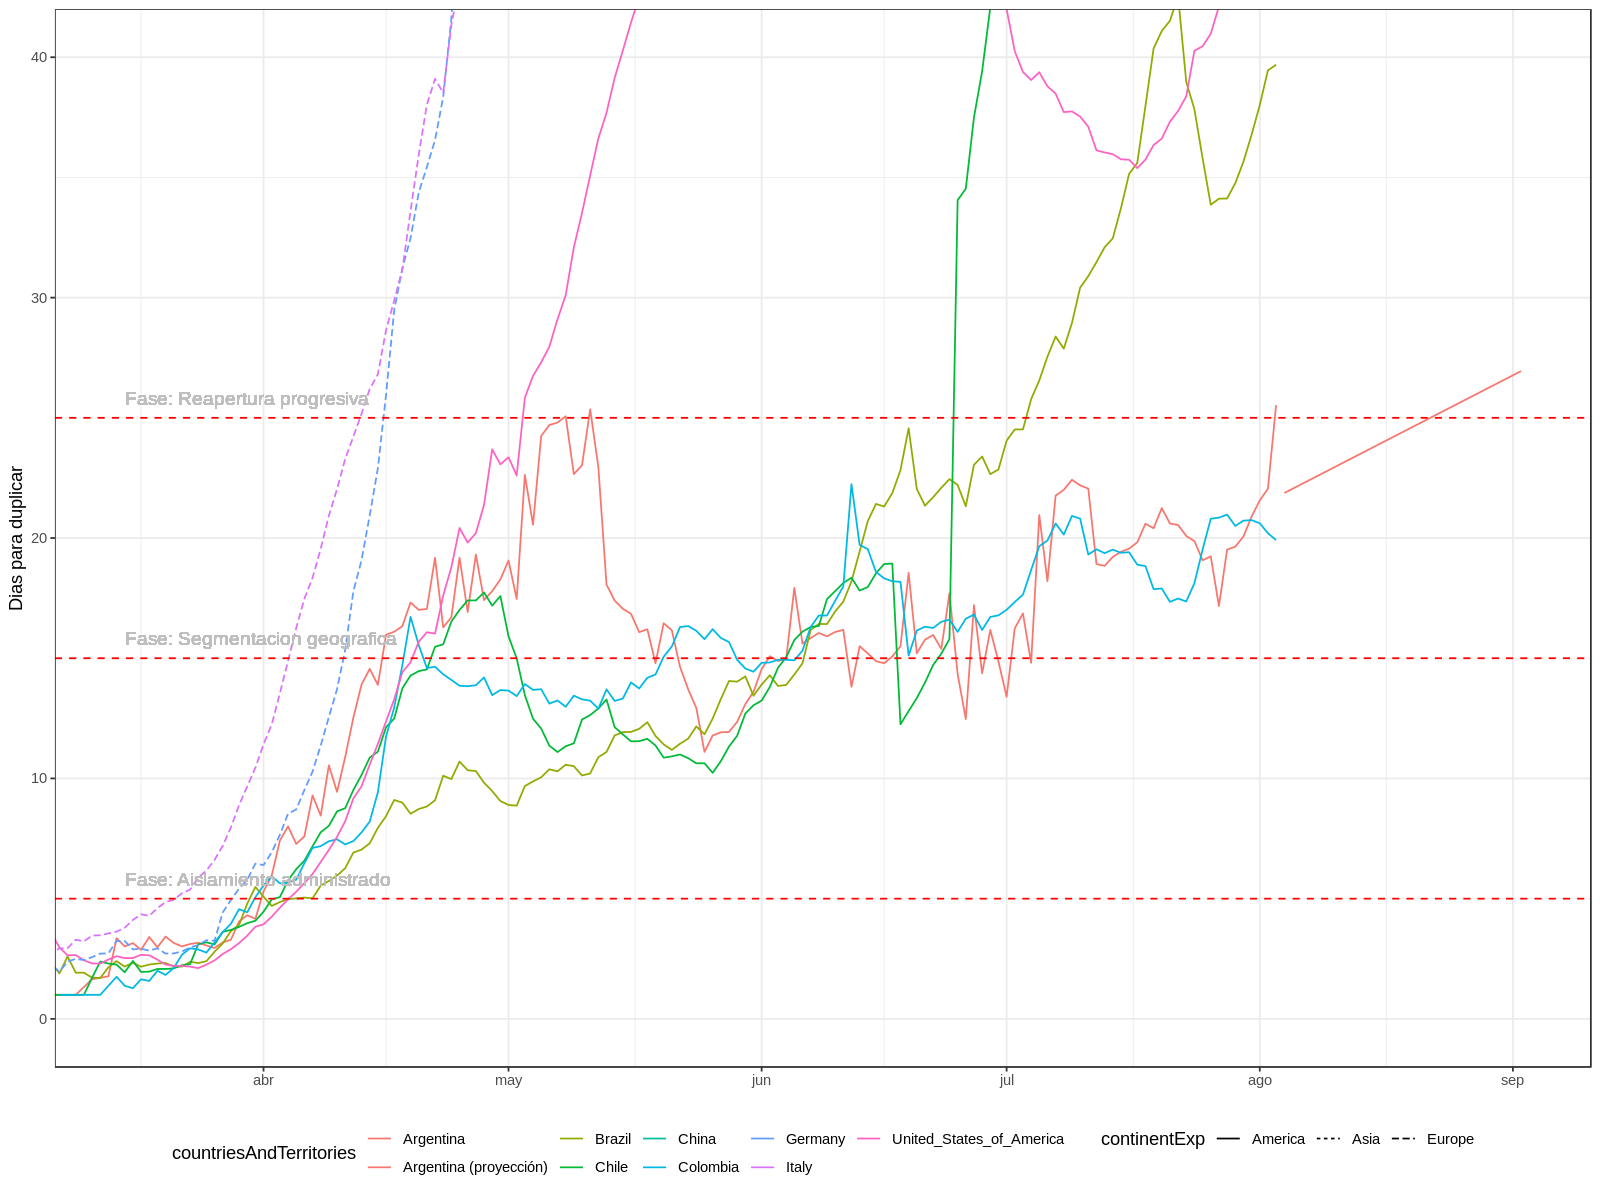 40
30
20
10
0
Dias para duplicar
Fase: Reapertura progresiva
Fase: Segmentacion geografica
Fase: Aislamiento administrado
abr may jun jul ago sep
countriesAndTerritories
Argentina Brazil China Germany United_States_of_America
Argentina (proyección) Chile Colombia Italy
continentExp America Asia Europe